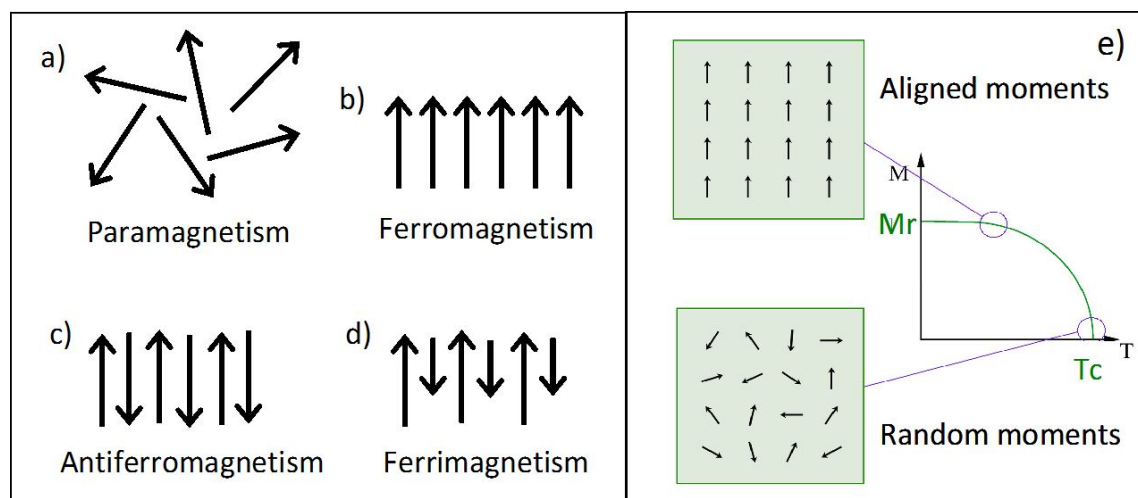 a)
Paramagnetism
b)
Ferromagnetism
c)
Antiferromagnetism
d)
Ferrimagnetism
e)
Aligned moments
M
Mr
T
Tc
Random moments